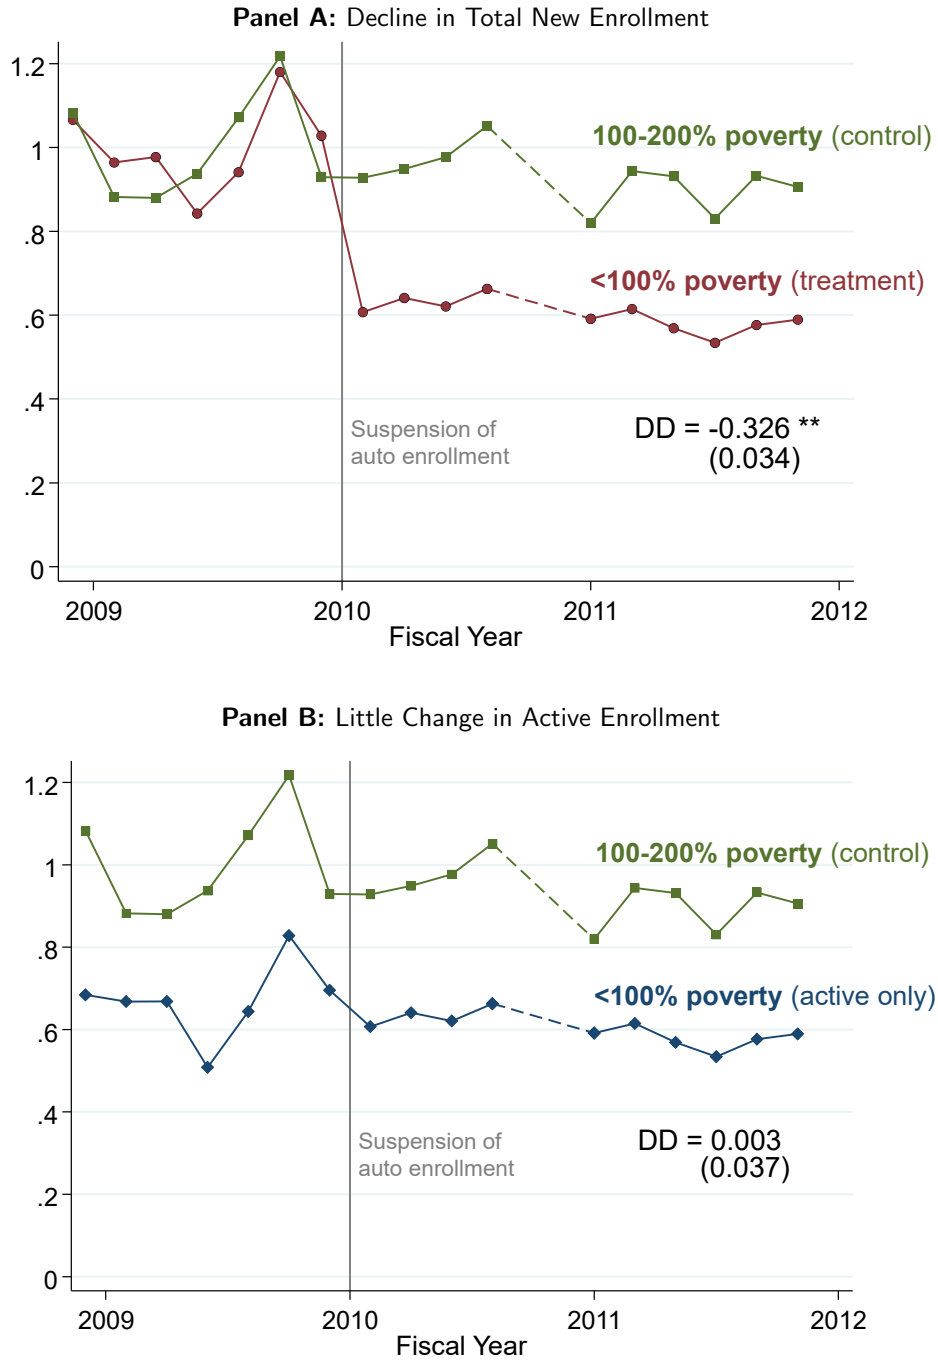 Panel A: Decline in Total New Enrollment
1.2
1
.8
.6
.4
.2
0
100-200% poverty (control)
<100% poverty (treatment)
Suspension of
auto enrollment
DD = -0.326 **
(0.034)
2009 2010 2011 2012
Fiscal Year
Panel B: Little Change in Active Enrollment
1.2
1
.8
.6
.4
.2
0
100-200% poverty (control)
<100% poverty (active only)
Suspension of
auto enrollment
DD = 0.003
(0.037)
2009 2010 2011 2012
Fiscal Year